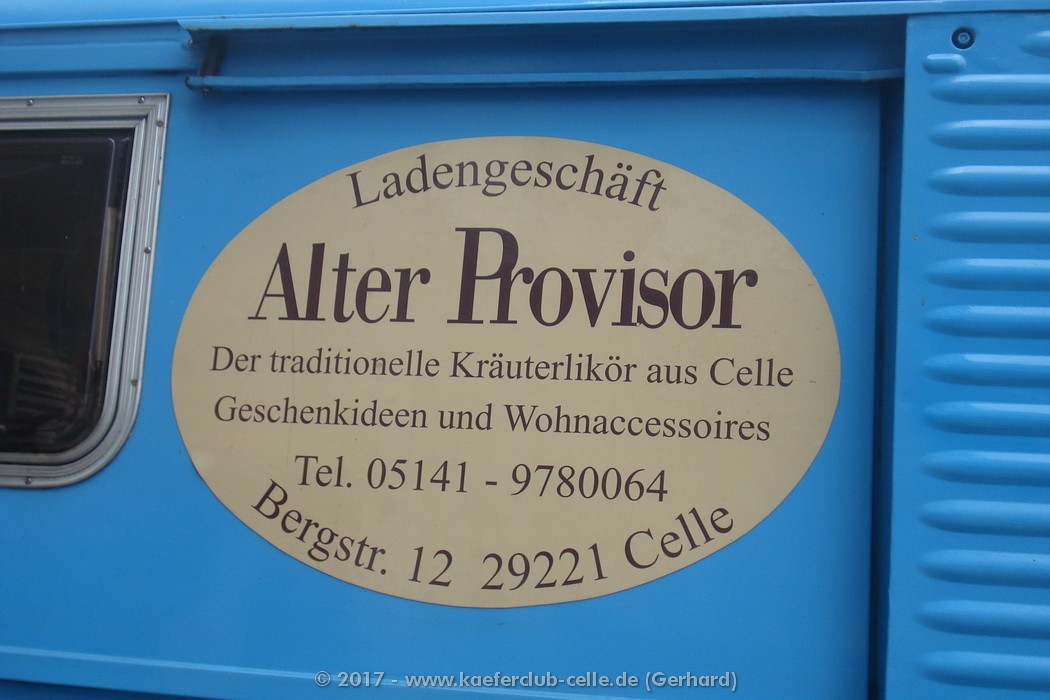 Ladengeschäft
Alter Provisor
Der traditionelle Kräuterlikör aus Celle
Geschenkideen und Wohnaccessoires
Tel. 05141 - 9780064
Bergstr. 12 29221 Celle
© 2017 - www.kaeferclub-celle.de (Gerhard)